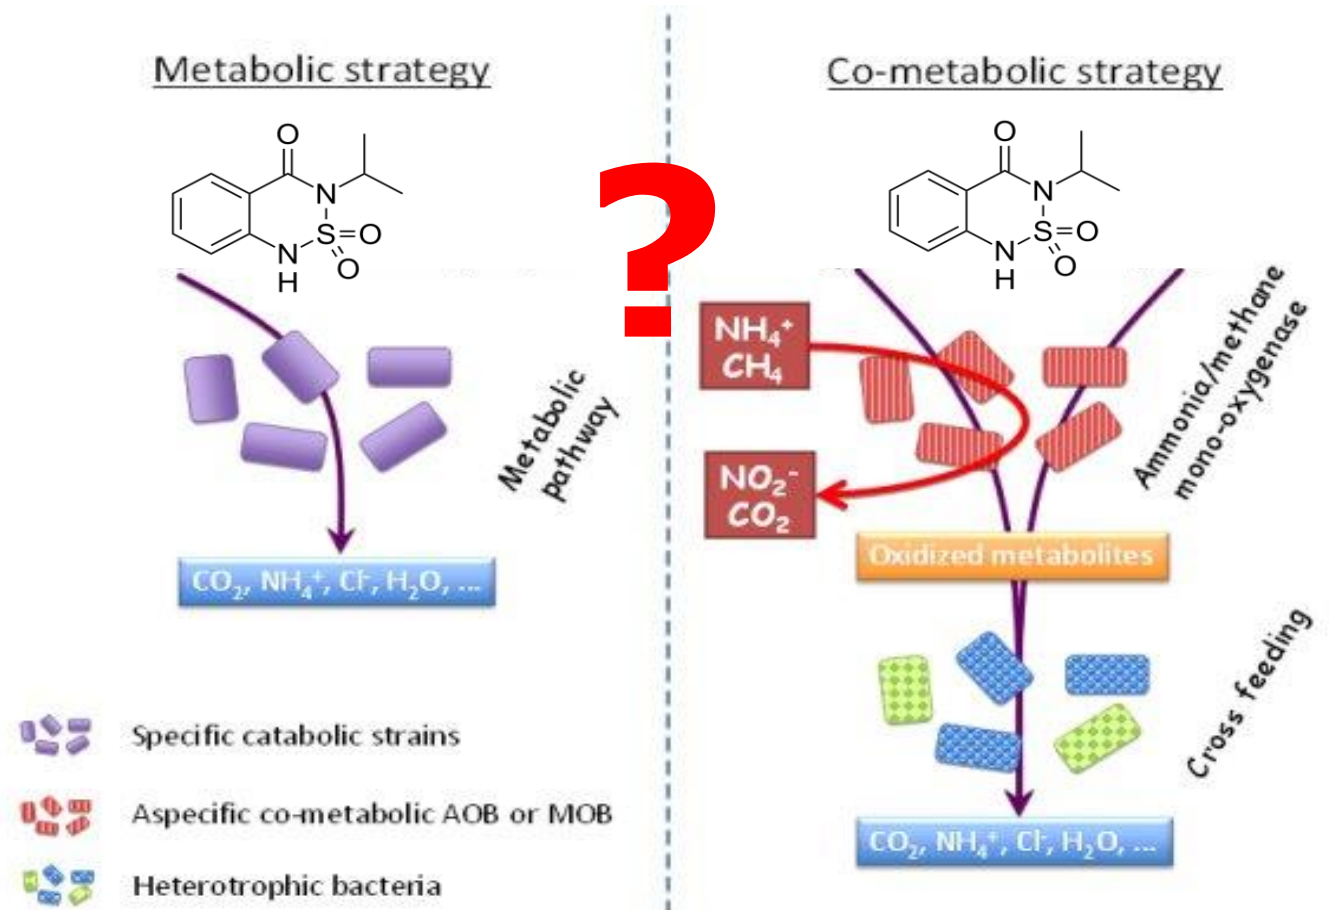 Metabolic strategy
O
N
S=O
N
H
O
Metabolic
pathway
CO₂, NH₄⁺, Cl⁻, H₂O, ...
Specific catabolic strains
Aspecific co-metabolic AOB or MOB
Heterotrophic bacteria
?
Co-metabolic strategy
O
N
S=O
N
H
O
NH₄⁺
CH₄
NO₂⁻
CO₂
Ammonia/methane
mono-oxygenase
Oxidized metabolites
Cross feeding
CO₂, NH₄⁺, Cl⁻, H₂O, ...